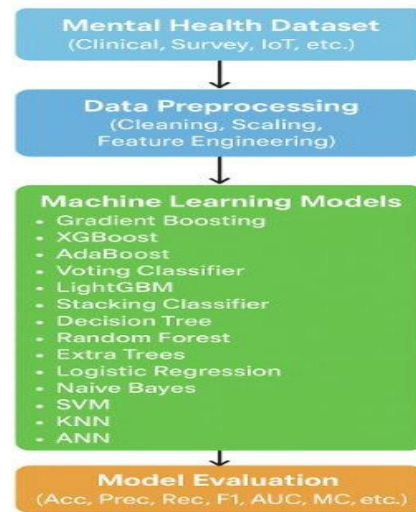 Mental Health Dataset
(Clinical, Survey, IoT, etc.)
Data Preprocessing
(Cleaning, Scaling,
Feature Engineering)
Machine Learning Models
• Gradient Boosting
• XGBoost
• AdaBoost
• Voting Classifier
• LightGBM
• Stacking Classifier
• Decision Tree
• Random Forest
• Extra Trees
• Logistic Regression
• Naive Bayes
• SVM
• KNN
• ANN
Model Evaluation
(Acc, Prec, Rec, F1, AUC, MC, etc.)